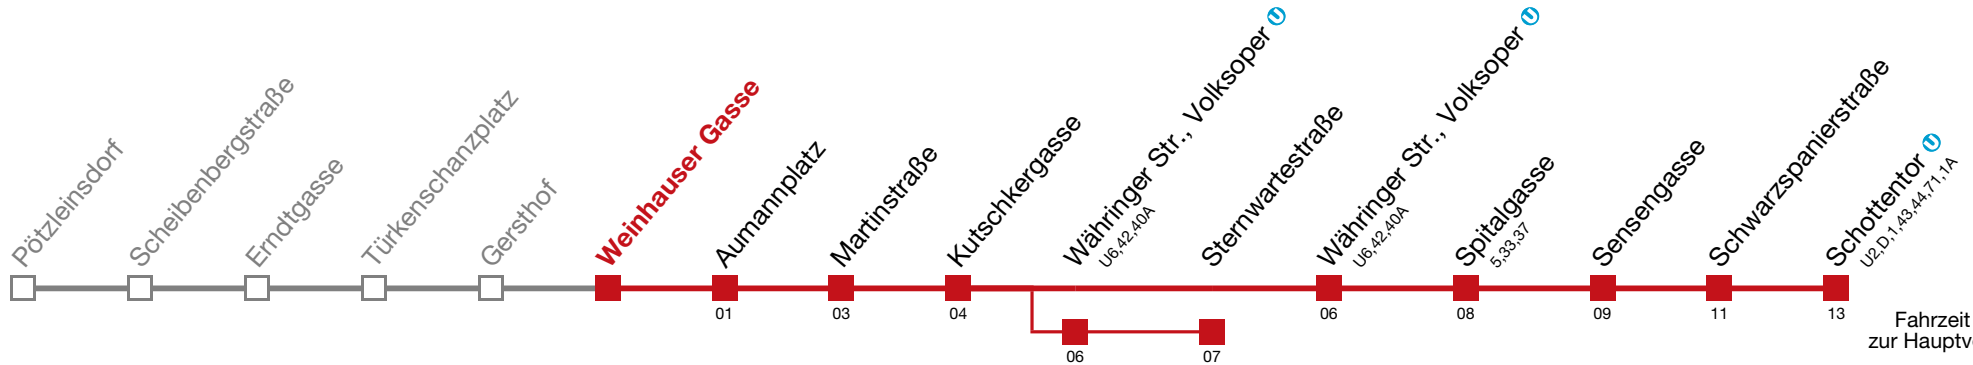 Pötzleinsdorf
Scheibenbergstraße
Erndtgasse
Türkenschanzplatz
Gersthof
Weinhauser Gasse
Aumannplatz
Martinstraße
Kutschkergasse
Währinger Str., Volksoper U
U6,42,40A
Sternwartestraße
Währinger Str., Volksoper U
U6,42,40A
Spitalgasse
5,33,37
Sensengasse
Schwarzspanierstraße
Schottentor U
U2,D,1,43,44,71,1A
01 03 04 06 08 09 11 13
06 07
Fahrzeit
zur Hauptv